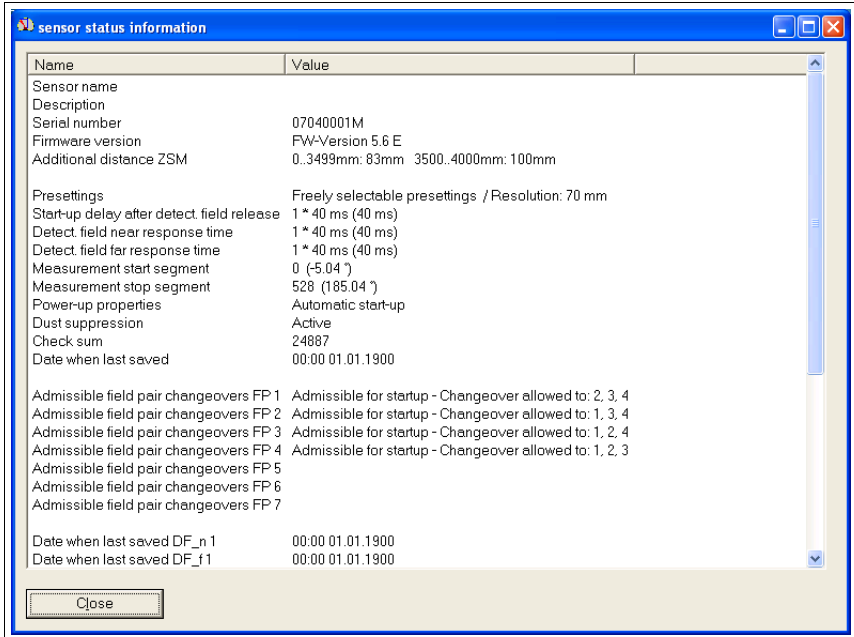 sensor status information
Name Value
Sensor name
Description
Serial number 07040001M
Firmware version FW-Version 5.6 E
Additional distance ZSM 0..3499mm: 83mm 3500..4000mm: 100mm
Presettings Freely selectable presettings / Resolution: 70 mm
Start-up delay after detect. field release 1 * 40 ms (40 ms)
Detect. field near response time 1 * 40 ms (40 ms)
Detect. field far response time 1 * 40 ms (40 ms)
Measurement start segment 0 (-5.04 °)
Measurement stop segment 528 (185.04 °)
Power-up properties Automatic start-up
Dust suppression Active
Check sum 24887
Date when last saved 00:00 01.01.1900
Admissible field pair changeovers FP 1 Admissible for startup - Changeover allowed to: 2, 3, 4
Admissible field pair changeovers FP 2 Admissible for startup - Changeover allowed to: 1, 3, 4
Admissible field pair changeovers FP 3 Admissible for startup - Changeover allowed to: 1, 2, 4
Admissible field pair changeovers FP 4 Admissible for startup - Changeover allowed to: 1, 2, 3
Admissible field pair changeovers FP 5
Admissible field pair changeovers FP 6
Admissible field pair changeovers FP 7
Date when last saved DF_n 1 00:00 01.01.1900
Date when last saved DF_f 1 00:00 01.01.1900
Close